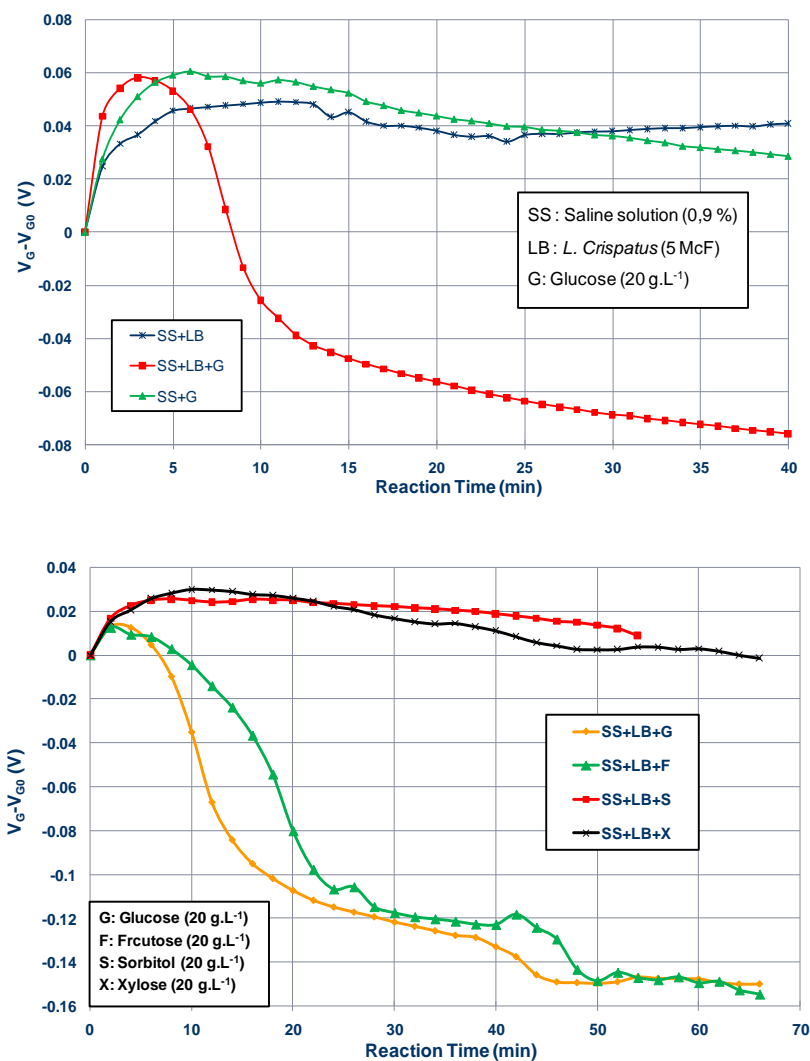 0.08
0.06
0.04
0.02
0
-0.02
-0.04
-0.06
-0.08
V_G-V_G0 (V)
SS : Saline solution (0,9 %)
LB : L. Crispatus (5 McF)
G: Glucose (20 g.L⁻¹)
SS+LB
SS+LB+G
SS+G
0 5 10 15 20 25 30 35 40
Reaction Time (min)
0.04
0.02
0
-0.02
-0.04
-0.06
-0.08
-0.1
-0.12
-0.14
-0.16
V_G-V_G0 (V)
SS+LB+G
SS+LB+F
SS+LB+S
SS+LB+X
G: Glucose (20 g.L⁻¹)
F: Frcutose (20 g.L⁻¹)
S: Sorbitol (20 g.L⁻¹)
X: Xylose (20 g.L⁻¹)
0 10 20 30 40 50 60 70
Reaction Time (min)